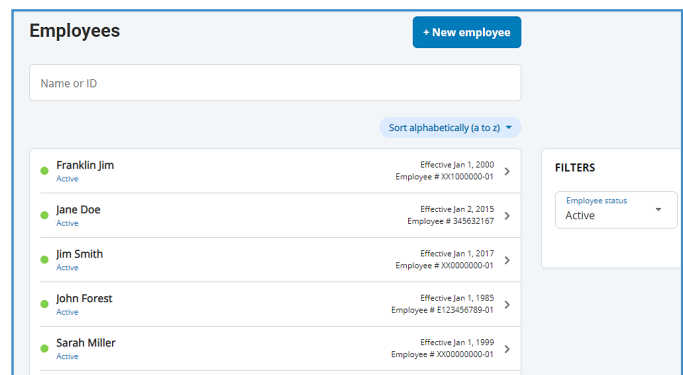 Employees
+ New employee
Name or ID
Sort alphabetically (a to z)
Franklin Jim
Active
Effective Jan 1, 2000
Employee # XX1000000-01
Jane Doe
Active
Effective Jan 2, 2015
Employee # 345632167
Jim Smith
Active
Effective Jan 1, 2017
Employee # XX0000000-01
John Forest
Active
Effective Jan 1, 1985
Employee # E123456789-01
Sarah Miller
Active
Effective Jan 1, 1999
Employee # XX00000000-01
FILTERS
Employee status
Active